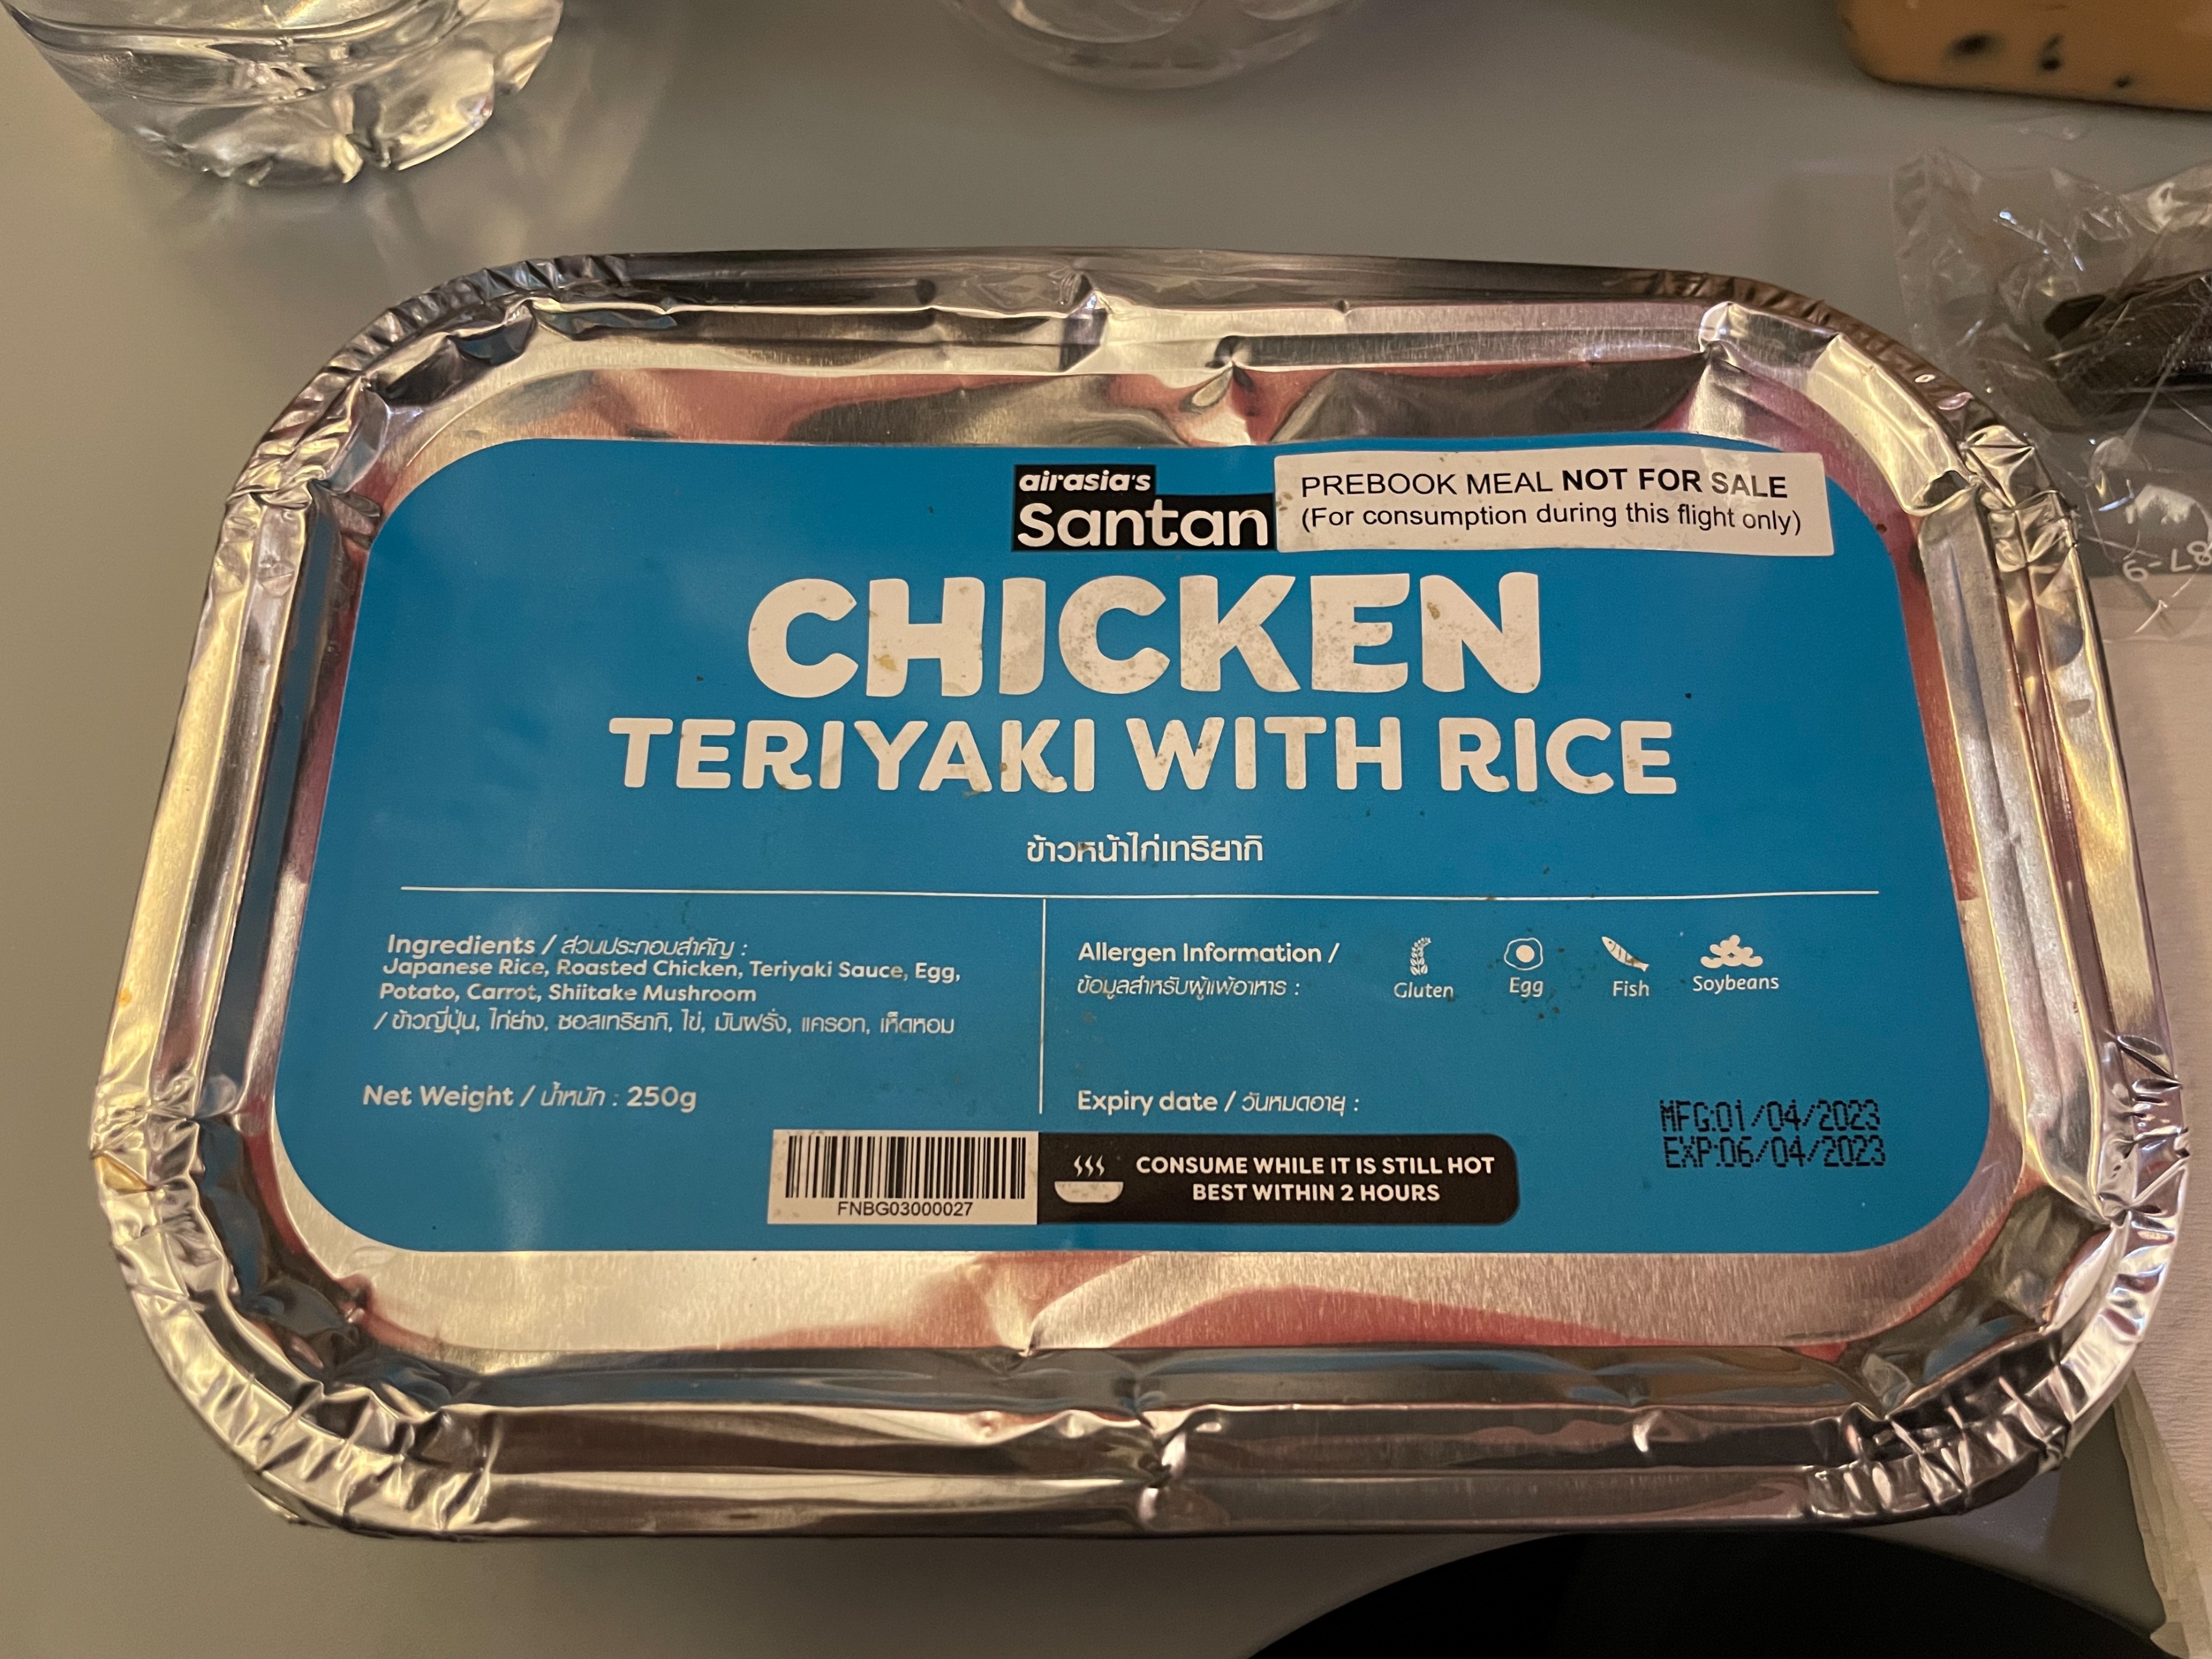 airasia's
Santan
PREBOOK MEAL NOT FOR SALE
(For consumption during this flight only)
CHICKEN
TERIYAKI WITH RICE
ข้าวหน้าไก่เทริยากิ
Ingredients / ส่วนประกอบสำคัญ :
Japanese Rice, Roasted Chicken, Teriyaki Sauce, Egg,
Potato, Carrot, Shiitake Mushroom
/ ข้าวญี่ปุ่น, ไก่ย่าง, ซอสเทริยากิ, ไข่, มันฝรั่ง, แครอท, เห็ดหอม
Net Weight / น้ำหนัก : 250g
Allergen Information /
ข้อมูลสำหรับผู้แพ้อาหาร :
Gluten Egg Fish Soybeans
Expiry date / วันหมดอายุ :
MFG:01/04/2023
EXP:06/04/2023
FNBG03000027
CONSUME WHILE IT IS STILL HOT
BEST WITHIN 2 HOURS